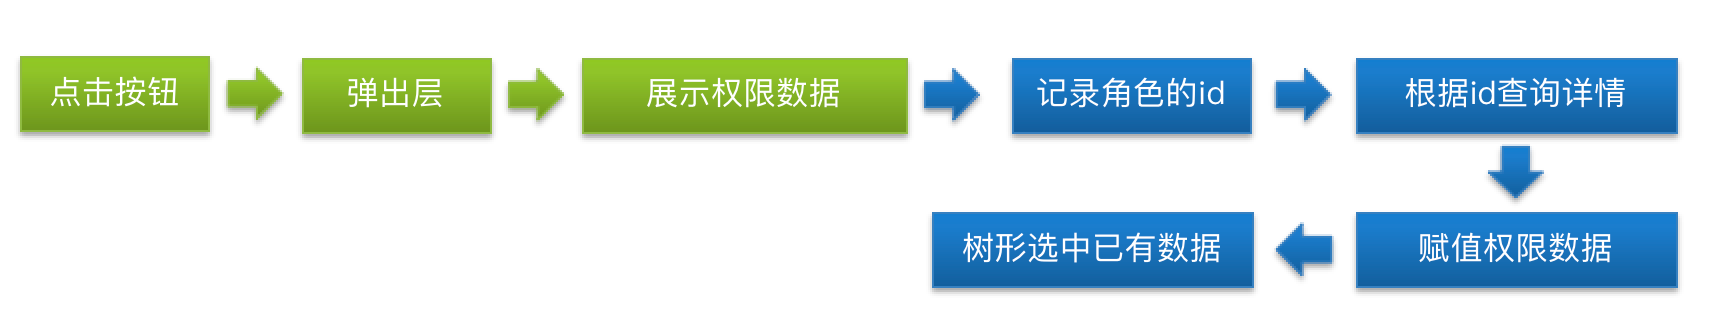 点击按钮
弹出层
展示权限数据
记录角色的id
根据id查询详情
赋值权限数据
树形选中已有数据